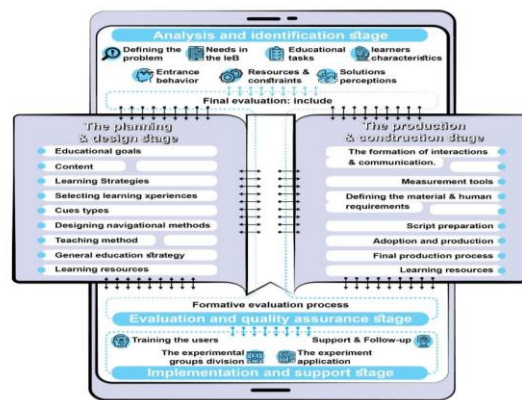 Analysis and identification stage
Defining the problem
Needs in the IeB
Educational tasks
learners characteristics
Entrance behavior
Resources & constraints
Solutions perceptions
Final evaluation: include
The planning & design stage
Educational goals
Content
Learning Strategies
Selecting learning xperiences
Cues types
Designing navigational methods
Teaching method
General education strategy
Learning resources
The production & construction stage
The formation of interactions & communication.
Measurement tools
Defining the material & human requirements
Script preparation
Adoption and production
Final production process
Learning resources
Formative evaluation process
Evaluation and quality assurance stage
Training the users
Support & Follow-up
The experimental groups division
The experiment application
Implementation and support stage